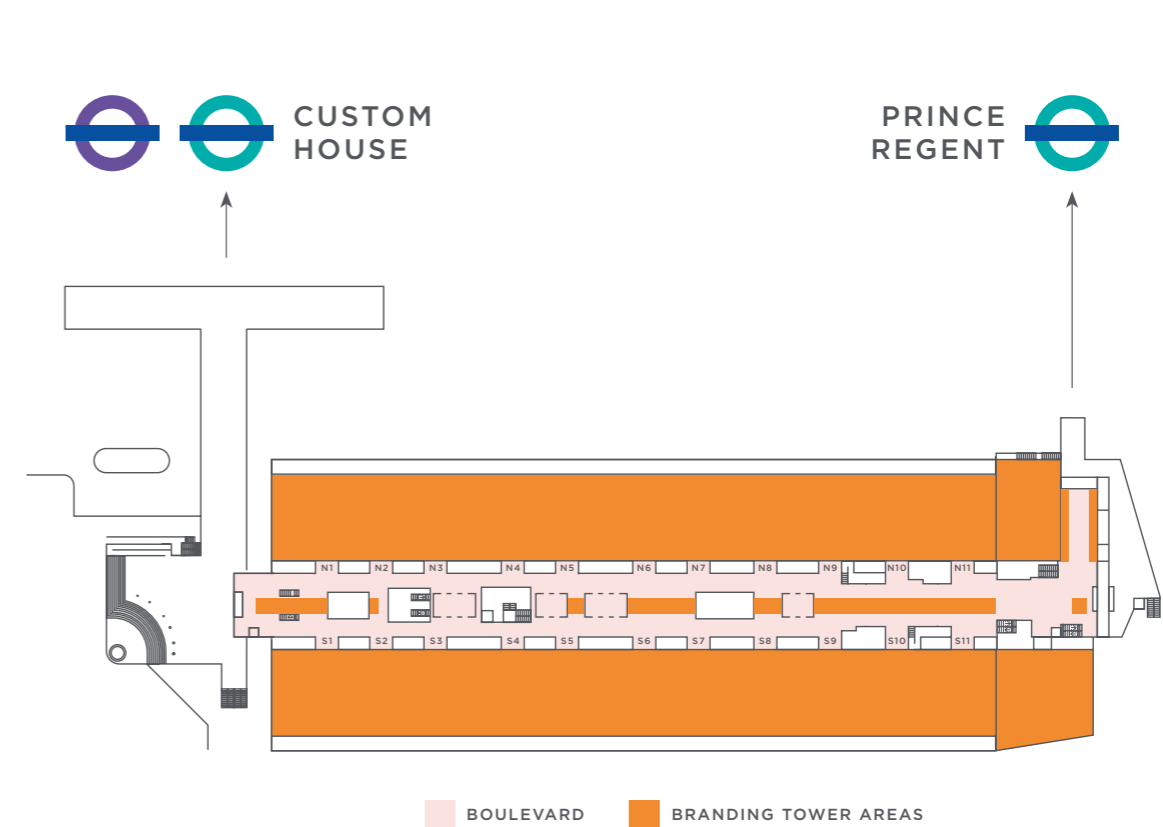 CUSTOM
HOUSE
PRINCE
REGENT
N1 N2 N3 N4 N5 N6 N7 N8 N9 N10 N11
S1 S2 S3 S4 S5 S6 S7 S8 S9 S10 S11
BOULEVARD
BRANDING TOWER AREAS